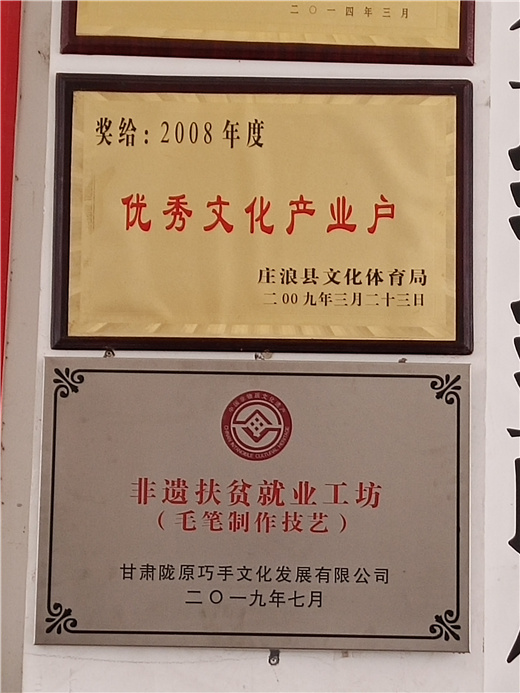 二〇一四年三月
奖给：2008年度
优秀文化产业户
庄浪县文化体育局
二00九年三月二十三日
非遗扶贫就业工坊
（毛笔制作技艺）
甘肃陇原巧手文化发展有限公司
二〇一九年七月